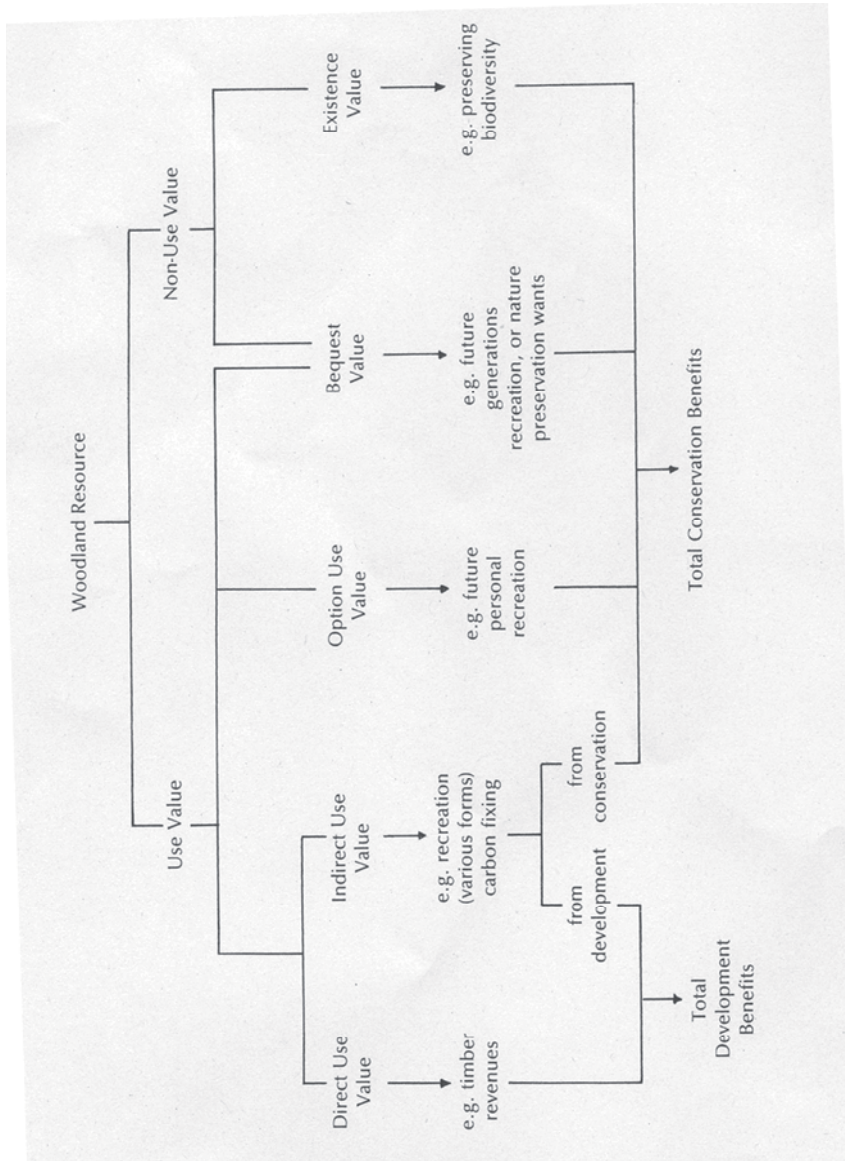 Woodland Resource
Use Value
Non-Use Value
Direct Use
Value
Indirect Use
Value
Option Use
Value
Bequest
Value
Existence
Value
e.g. timber
revenues
e.g. recreation
(various forms)
carbon fixing
e.g. future
personal
recreation
e.g. future
generations
recreation, or nature
preservation wants
e.g. preserving
biodiversity
from
development
from
conservation
Total
Development
Benefits
Total Conservation Benefits